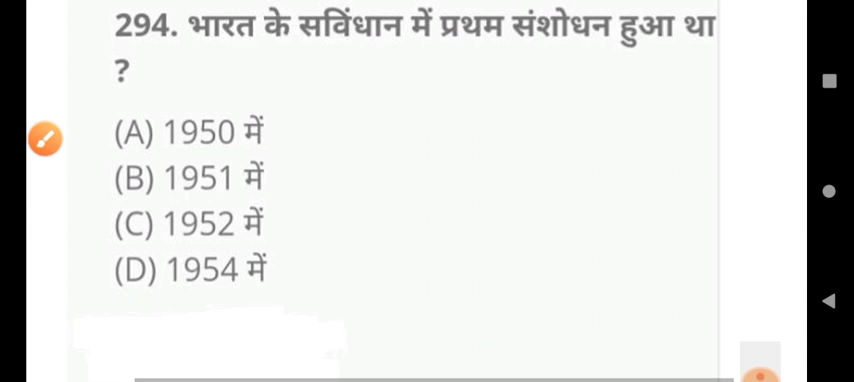 294. भारत के सविंधान में प्रथम संशोधन हुआ था
?
(A) 1950 में
(B) 1951 में
(C) 1952 में
(D) 1954 में